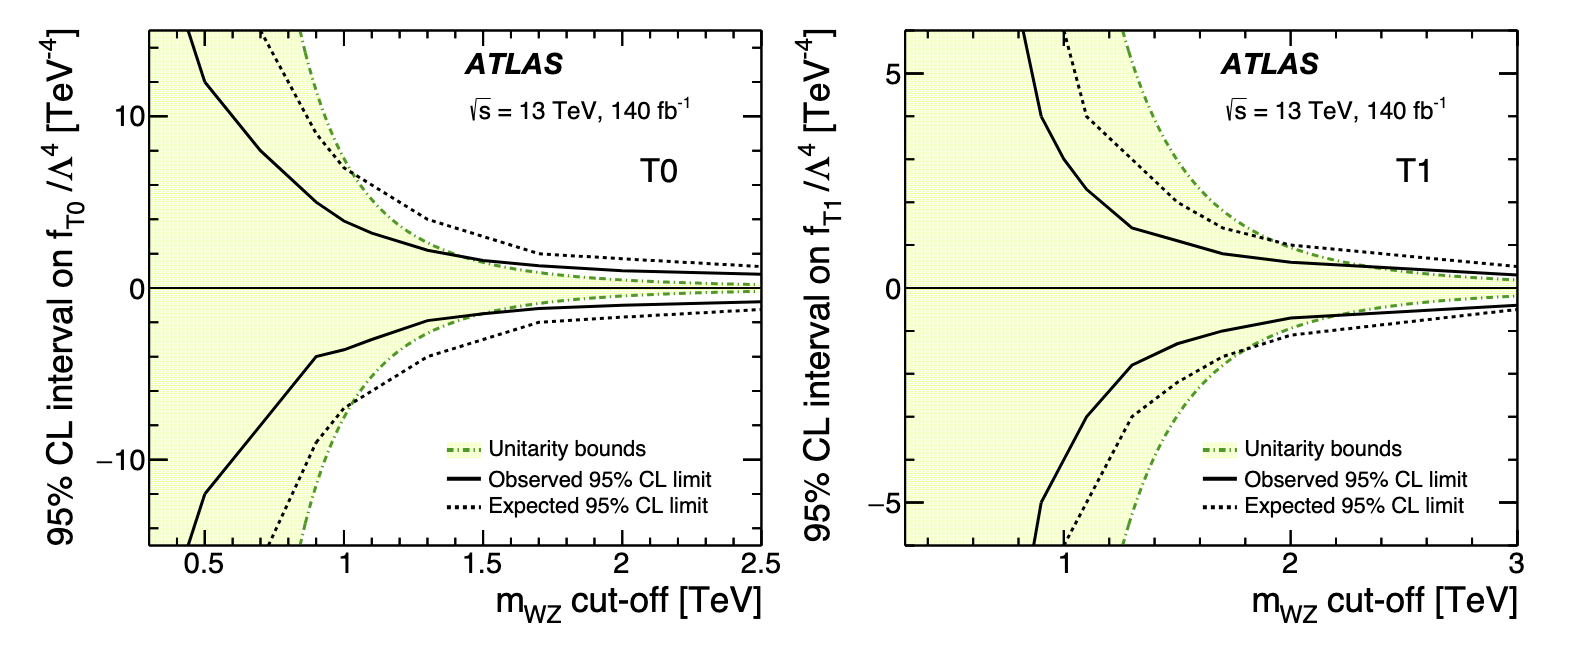 95% CL interval on f_T0 /Λ⁴ [TeV⁻⁴]
ATLAS
√s = 13 TeV, 140 fb⁻¹
T0
10
0
−10
Unitarity bounds
Observed 95% CL limit
Expected 95% CL limit
0.5 1 1.5 2 2.5
m_WZ cut-off [TeV]
95% CL interval on f_T1 /Λ⁴ [TeV⁻⁴]
ATLAS
√s = 13 TeV, 140 fb⁻¹
T1
5
0
−5
Unitarity bounds
Observed 95% CL limit
Expected 95% CL limit
1 2 3
m_WZ cut-off [TeV]